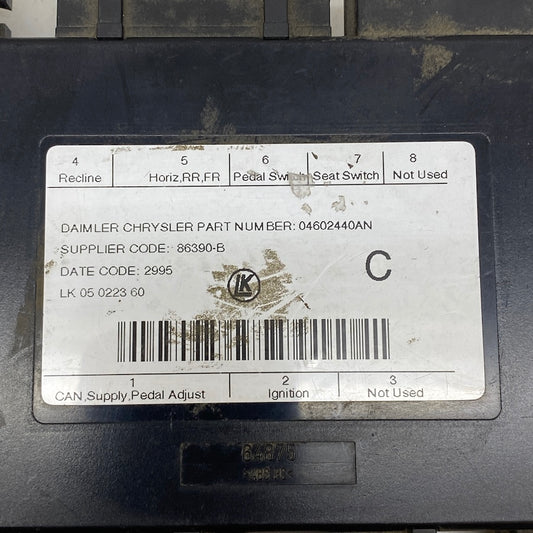 4 5 6 7 8
Recline Horiz,RR,FR Pedal Switch Seat Switch Not Used
DAIMLER CHRYSLER PART NUMBER: 04602440AN
SUPPLIER CODE: 86390-B
DATE CODE: 2995
LK 05 0223 60
LK
C
1 2 3
CAN,Supply,Pedal Adjust Ignition Not Used